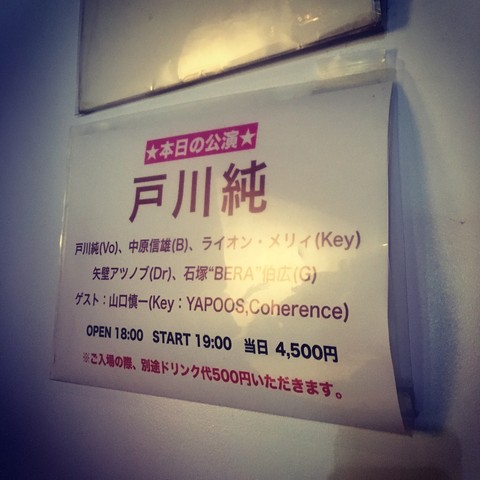 ★本日の公演★
戸川純
戸川純(Vo)、中原信雄(B)、ライオン・メリィ(Key)
矢壁アツノブ(Dr)、石塚“BERA”伯広(G)
ゲスト：山口慎一(Key：YAPOOS,Coherence)
OPEN 18:00 START 19:00 当日 4,500円
※ご入場の際、別途ドリンク代500円いただきます。